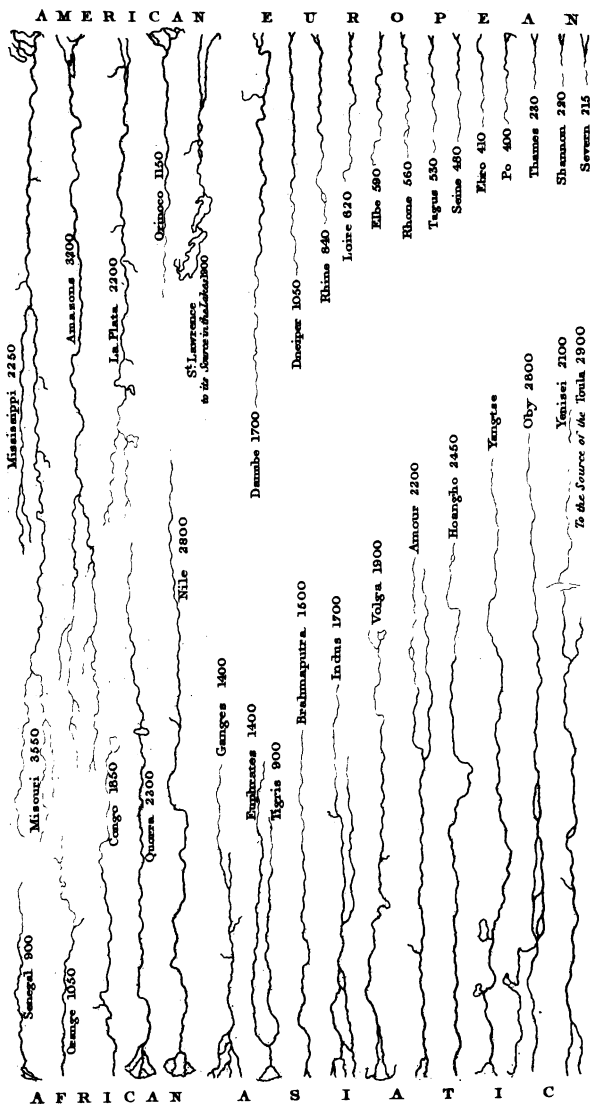 AMERICAN
EUROPEAN
Mississippi 2250
Missouri 3550
Amazons 3200
La Plata 2200
Orinoco 1150
St. Lawrence
to its Source in the Lakes 1900
Danube 1700
Dneiper 1050
Rhine 840
Loire 620
Elbe 590
Rhone 560
Tagus 530
Seine 480
Ebro 410
Po 400
Thames 230
Shannon 220
Severn 215
Senegal 900
Orange 1050
Congo 1850
Quorra 2200
Nile 2800
Ganges 1400
Euphrates 1400
Tigris 900
Brahmaputra 1500
Indus 1700
Volga 1900
Amour 2200
Hoangho 2450
Yangtse
Oby 2800
Yenisei 2100
To the Source of the Toula 2900
AFRICAN
ASIATIC